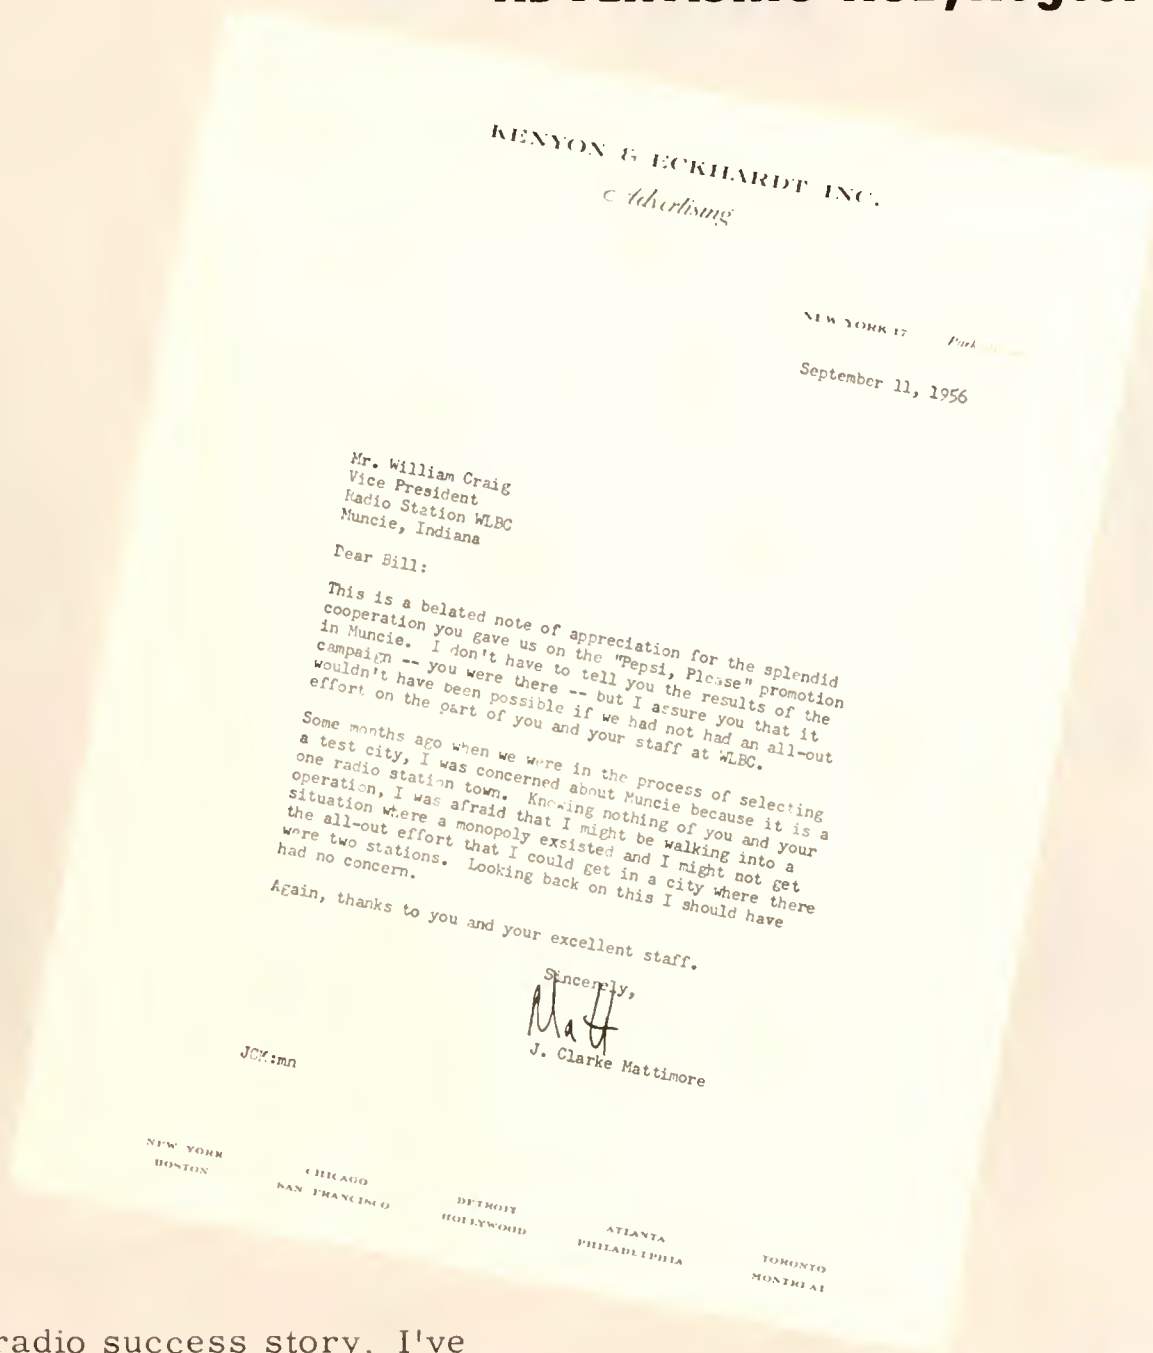 KENYON & ECKHARDT INC.
Advertising
NEW YORK 17 Park
September 11, 1956
Mr. William Craig
Vice President
Radio Station WLBC
Muncie, Indiana
Dear Bill:
This is a belated note of appreciation for the splendid
cooperation you gave us on the "Pepsi, Please" promotion
in Muncie. I don't have to tell you the results of the
campaign -- you were there -- but I assure you that it
wouldn't have been possible if we had not had an all-out
effort on the part of you and your staff at WLBC.
Some months ago when we were in the process of selecting
a test city, I was concerned about Muncie because it is a
one radio station town. Knowing nothing of you and your
operation, I was afraid that I might be walking into a
situation where a monopoly exsisted and I might not get
the all-out effort that I could get in a city where there
were two stations. Looking back on this I should have
had no concern.
Again, thanks to you and your excellent staff.
Sincerely,
Matt
J. Clarke Mattimore
JCM:mn
NEW YORK CHICAGO DETROIT ATLANTA TORONTO
BOSTON SAN FRANCISCO HOLLYWOOD PHILADELPHIA MONTREAL
radio success story. I've